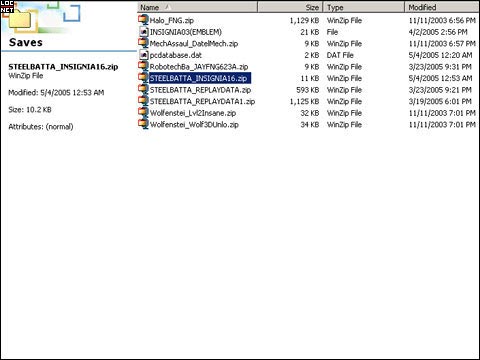 LOC
NET
Saves
STEELBATTA_INSIGNIA16.zip
WinZip File
Modified: 5/4/2005 12:53 AM
Size: 10.2 KB
Attributes: (normal)
Name Size Type Modified
Halo_FNG.zip 1,129 KB WinZip File 11/11/2003 6:56 PM
INSIGNIA03(EMBLEM) 21 KB File 4/2/2005 2:56 PM
MechAssaul_DatelMech.zip 9 KB WinZip File 11/11/2003 6:57 PM
pcdatabase.dat 2 KB DAT File 5/4/2005 12:20 AM
RobotechBa_JAYFNG623A.zip 9 KB WinZip File 3/23/2005 9:31 PM
STEELBATTA_INSIGNIA16.zip 11 KB WinZip File 5/4/2005 12:53 AM
STEELBATTA_REPLAYDATA.zip 593 KB WinZip File 3/23/2005 9:21 PM
STEELBATTA_REPLAYDATA1.zip 1,125 KB WinZip File 3/19/2005 6:01 PM
Wolfenstei_Lvl2Insane.zip 32 KB WinZip File 11/11/2003 7:01 PM
Wolfenstei_Wolf3DUnlo.zip 34 KB WinZip File 11/11/2003 7:01 PM